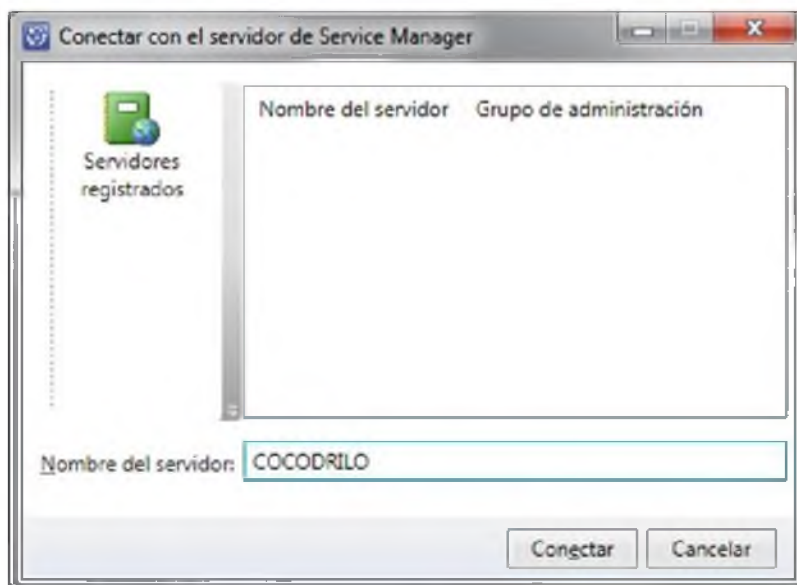 Conectar con el servidor de Service Manager
Nombre del servidor Grupo de administración
Servidores
registrados
Nombre del servidor: COCODRILO
Conectar Cancelar